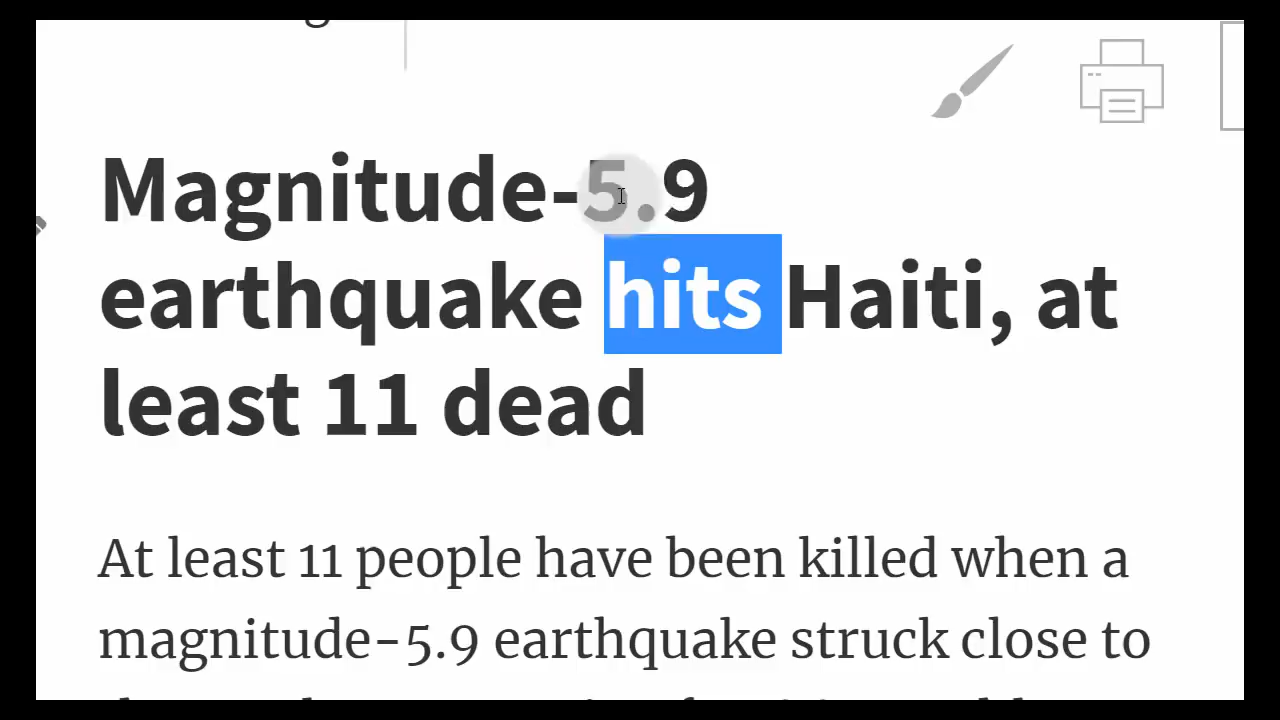 Magnitude-5.9
earthquake hits Haiti, at
least 11 dead
At least 11 people have been killed when a
magnitude-5.9 earthquake struck close to